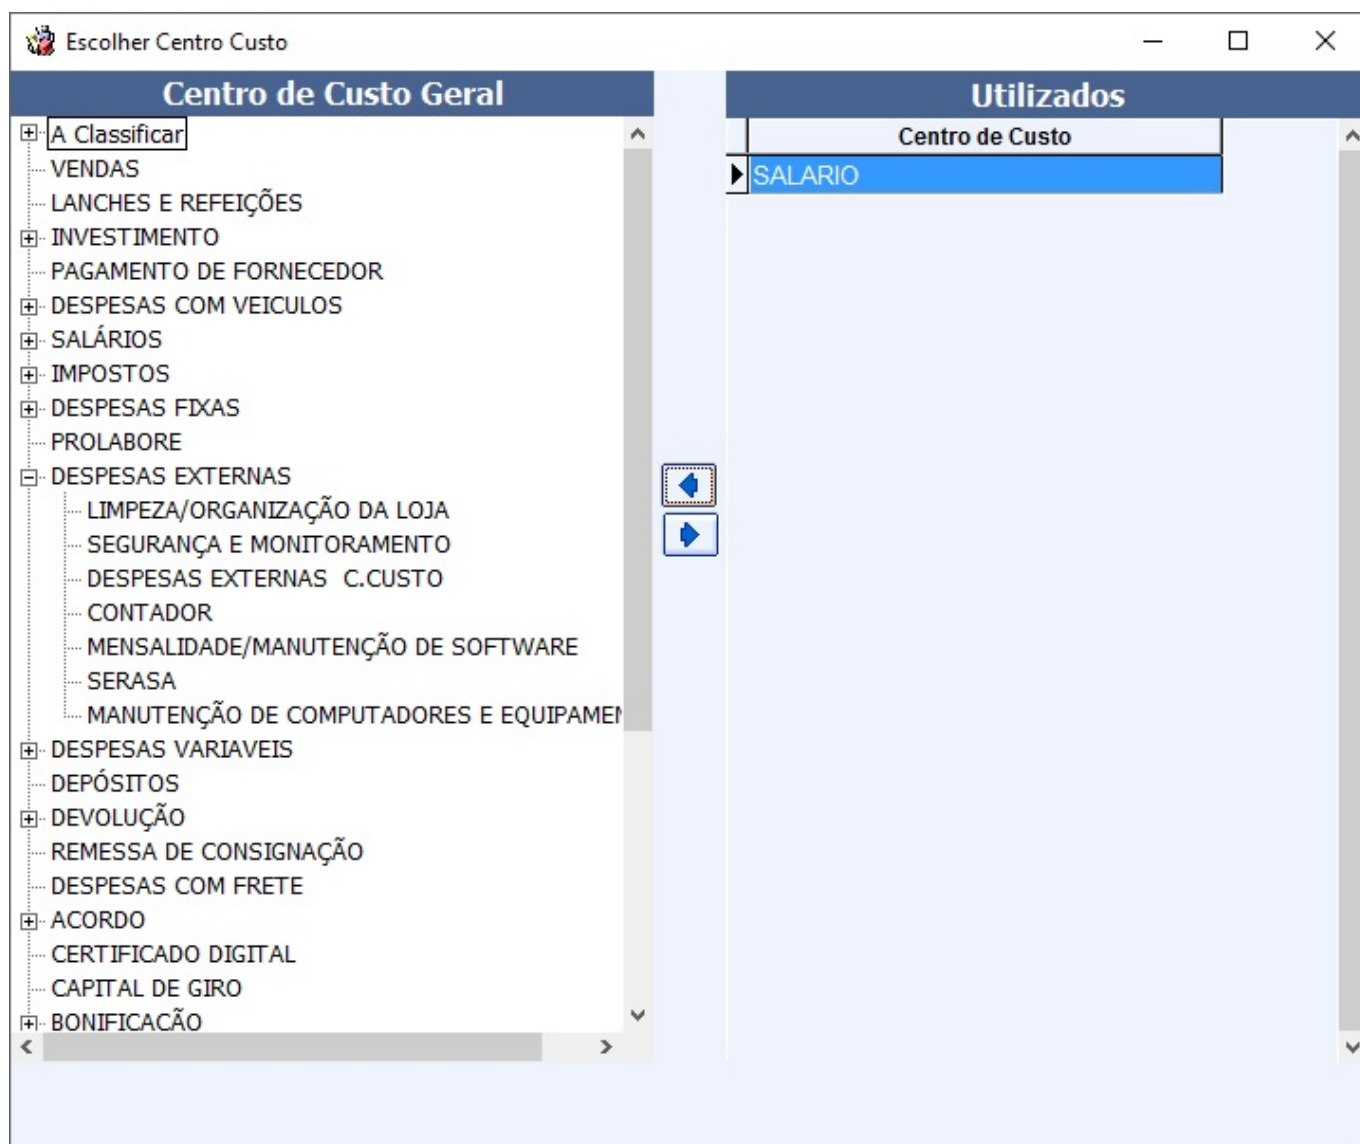 Escolher Centro Custo
Centro de Custo Geral
A Classificar
VENDAS
LANCHES E REFEIÇÕES
INVESTIMENTO
PAGAMENTO DE FORNECEDOR
DESPESAS COM VEICULOS
SALÁRIOS
IMPOSTOS
DESPESAS FIXAS
PROLABORE
DESPESAS EXTERNAS
LIMPEZA/ORGANIZAÇÃO DA LOJA
SEGURANÇA E MONITORAMENTO
DESPESAS EXTERNAS  C.CUSTO
CONTADOR
MENSALIDADE/MANUTENÇÃO DE SOFTWARE
SERASA
MANUTENÇÃO DE COMPUTADORES E EQUIPAMEN
DESPESAS VARIAVEIS
DEPÓSITOS
DEVOLUÇÃO
REMESSA DE CONSIGNAÇÃO
DESPESAS COM FRETE
ACORDO
CERTIFICADO DIGITAL
CAPITAL DE GIRO
BONIFICACÃO
Utilizados
Centro de Custo
SALARIO